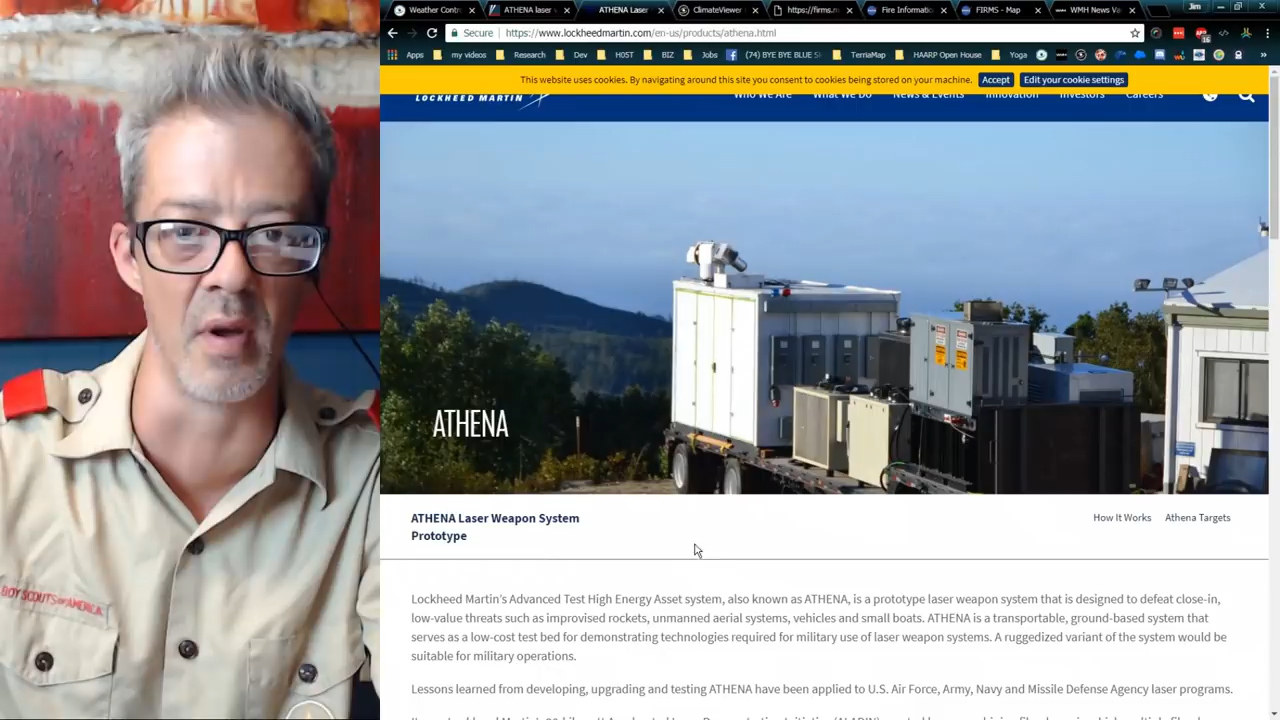 Weather Contr
ATHENA laser
ATHENA Laser
ClimateViewer
https://firms.m
Fire Informatio
FIRMS - Map
WMH News Va
Jim
Secure
https://www.lockheedmartin.com/en-us/products/athena.html
Apps
my videos
Research
Dev
H0ST
BIZ
Jobs
(74) BYE BYE BLUE S
TerriaMap
HAARP Open House
Yoga
This website uses cookies. By navigating around this site you consent to cookies being stored on your machine.
Accept
Edit your cookie settings
LOCKHEED MARTIN
Who We Are
What We Do
News & Events
Innovation
Investors
Careers
ATHENA
ATHENA Laser Weapon System
Prototype
How It Works
Athena Targets
Lockheed Martin's Advanced Test High Energy Asset system, also known as ATHENA, is a prototype laser weapon system that is designed to defeat close-in,
low-value threats such as improvised rockets, unmanned aerial systems, vehicles and small boats. ATHENA is a transportable, ground-based system that
serves as a low-cost test bed for demonstrating technologies required for military use of laser weapon systems. A ruggedized variant of the system would be
suitable for military operations.
Lessons learned from developing, upgrading and testing ATHENA have been applied to U.S. Air Force, Army, Navy and Missile Defense Agency laser programs.
BOY SCOUTS OF AMERICA